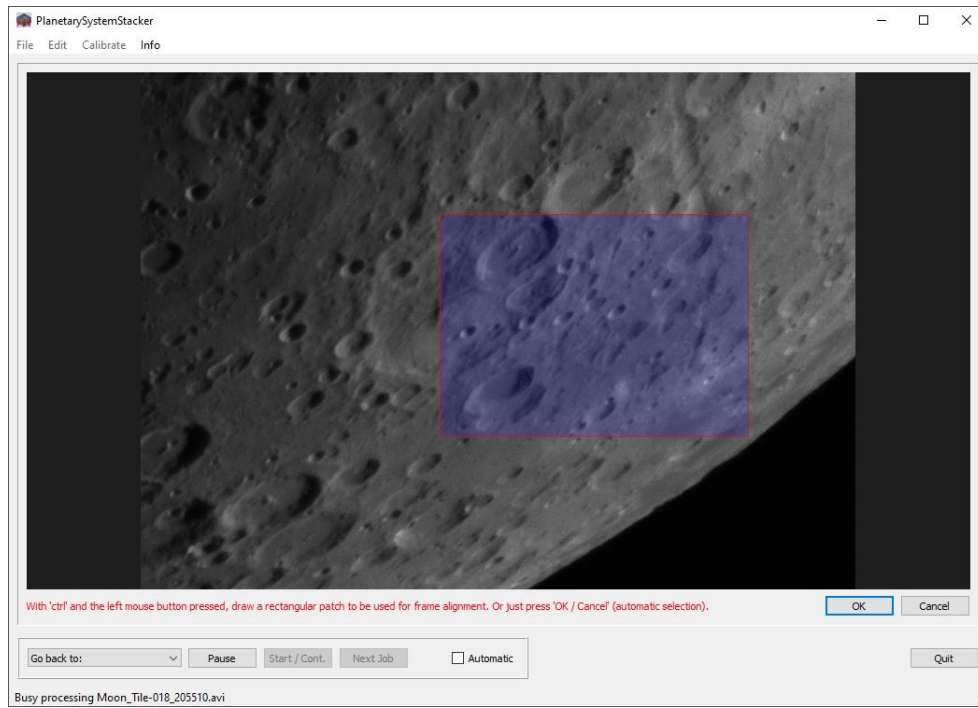 PlanetarySystemStacker
File Edit Calibrate Info
With 'ctrl' and the left mouse button pressed, draw a rectangular patch to be used for frame alignment. Or just press 'OK / Cancel' (automatic selection). OK Cancel
Go back to: Pause Start / Cont. Next Job Automatic Quit
Busy processing Moon_Tile-018_205510.avi